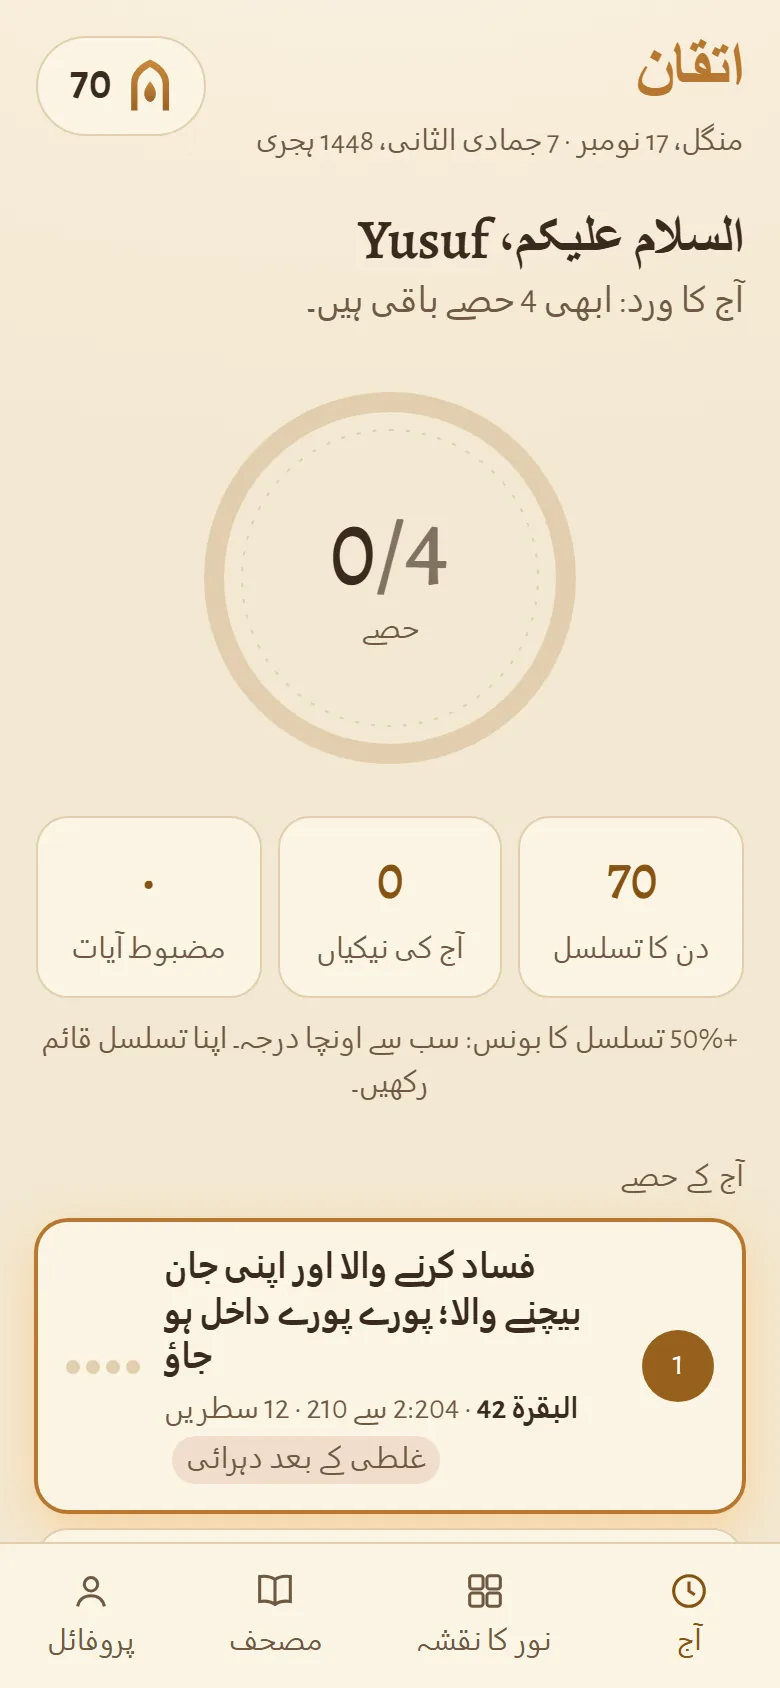 اتقان
70
منگل، 17 نومبر · 7 جمادی الثانی، 1448 ہجری
السلام علیکم، Yusuf
آج کا ورد: ابھی 4 حصے باقی ہیں۔
0/4
حصے
70
دن کا تسلسل
0
آج کی نیکیاں
·
مضبوط آیات
+50% تسلسل کا بونس: سب سے اونچا درجہ۔ اپنا تسلسل قائم
رکھیں۔
آج کے حصے
1
فساد کرنے والا اور اپنی جان
بیچنے والا؛ پورے پورے داخل ہو
جاؤ
البقرة 42 · 2:204 سے 210 · 12 سطریں
غلطی کے بعد دہرائی
آج
نور کا نقشہ
مصحف
پروفائل